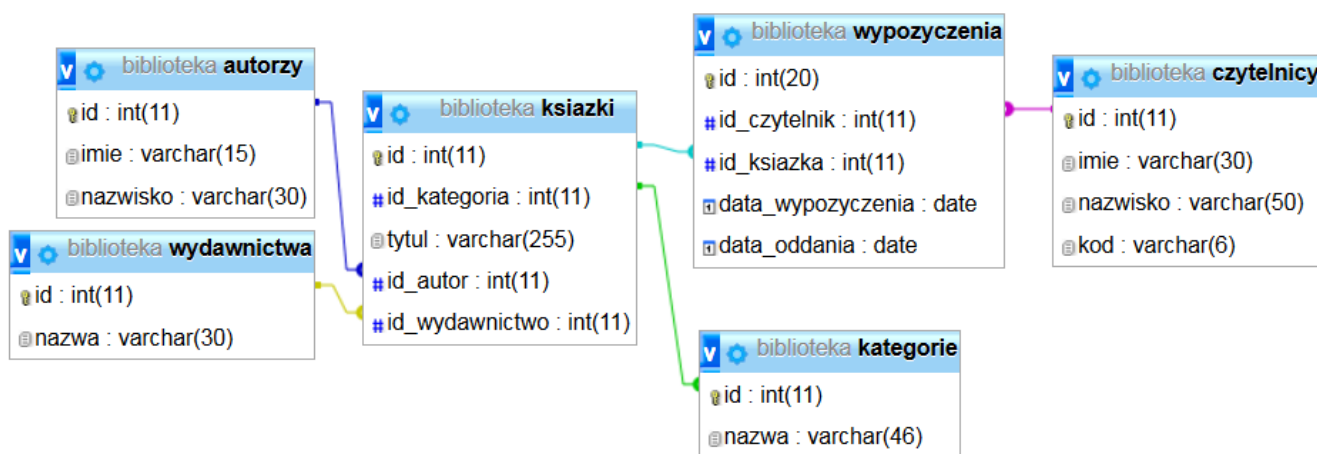 biblioteka autorzy
id : int(11)
imie : varchar(15)
nazwisko : varchar(30)
biblioteka wydawnictwa
id : int(11)
nazwa : varchar(30)
biblioteka ksiazki
id : int(11)
id_kategoria : int(11)
tytul : varchar(255)
id_autor : int(11)
id_wydawnictwo : int(11)
biblioteka wypozyczenia
id : int(20)
id_czytelnik : int(11)
id_ksiazka : int(11)
data_wypozyczenia : date
data_oddania : date
biblioteka czytelnicy
id : int(11)
imie : varchar(30)
nazwisko : varchar(50)
kod : varchar(6)
biblioteka kategorie
id : int(11)
nazwa : varchar(46)